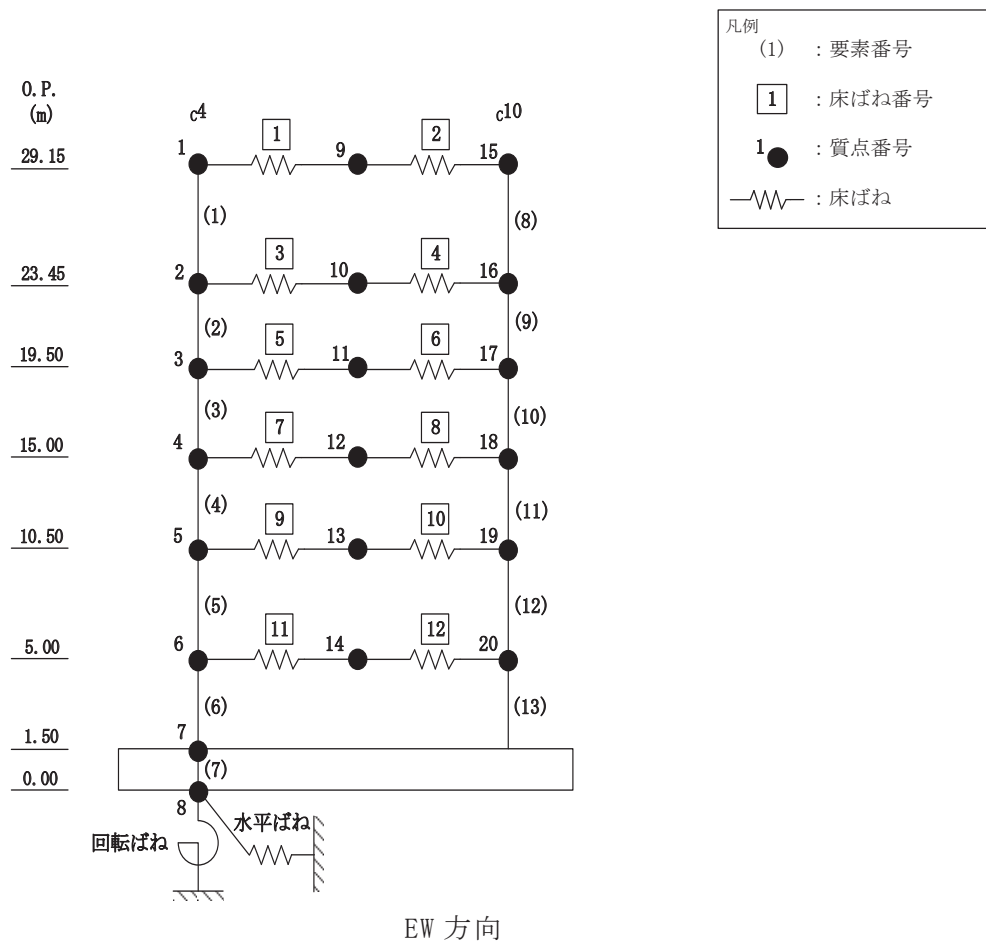 凡例
(1) : 要素番号
1 : 床ばね番号
1 : 質点番号
: 床ばね
O.P.
(m)
C4 C10
29.15 1 1 9 2 15
(1) (8)
23.45 2 3 10 4 16
(2) (9)
19.50 3 5 11 6 17
(3) (10)
15.00 4 7 12 8 18
(4) (11)
10.50 5 9 13 10 19
(5) (12)
5.00 6 11 14 12 20
(6) (13)
1.50 7
(7)
0.00
8
水平ばね
回転ばね
EW 方向